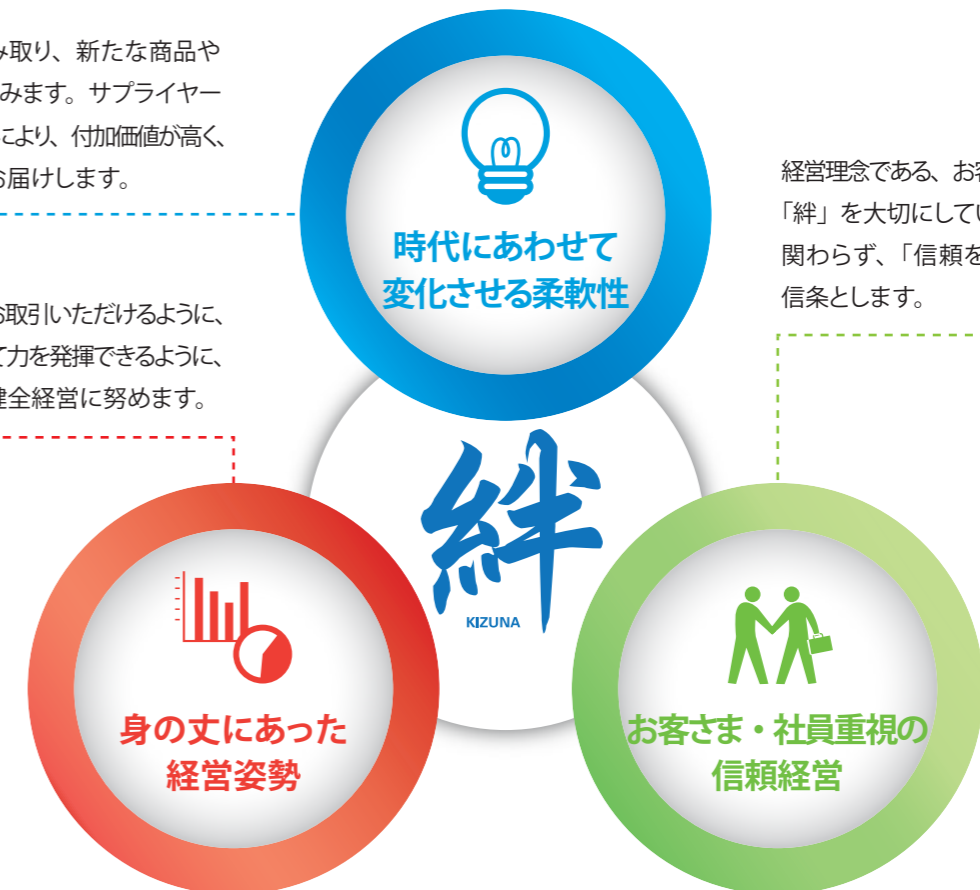 み取り、新たな商品や
みます。サプライヤー
により、付加価値が高く、
お届けします。
時代にあわせて
変化させる柔軟性
経営理念である、お客
「絆」を大切にしてい
関わらず、「信頼を
信条とします。
お取引いただけるように、
て力を発揮できるように、
健全経営に努めます。
絆
KIZUNA
身の丈にあった
経営姿勢
お客さま・社員重視の
信頼経営